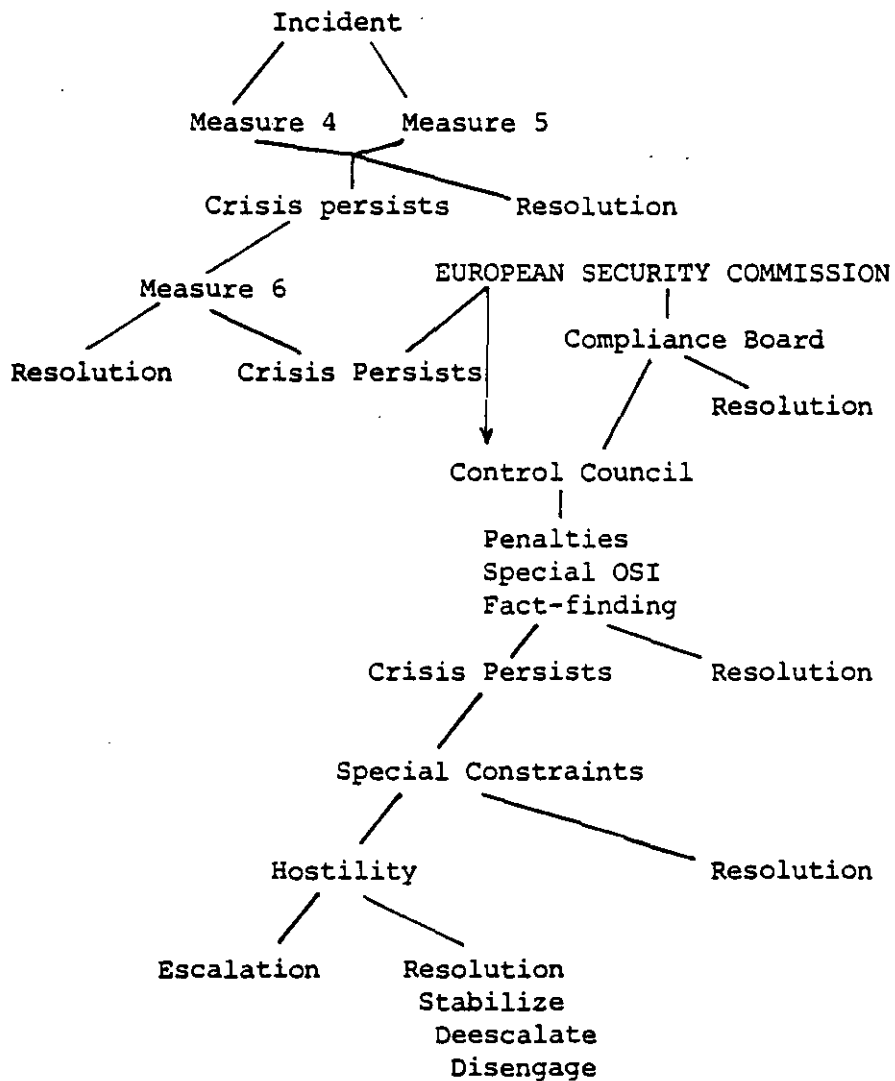 Incident
Measure 4 Measure 5
Crisis persists Resolution
EUROPEAN SECURITY COMMISSION
Measure 6
Compliance Board
Resolution Crisis Persists
Resolution
Control Council
Penalties
Special OSI
Fact-finding
Crisis Persists Resolution
Special Constraints
Hostility Resolution
Escalation Resolution
Stabilize
Deescalate
Disengage